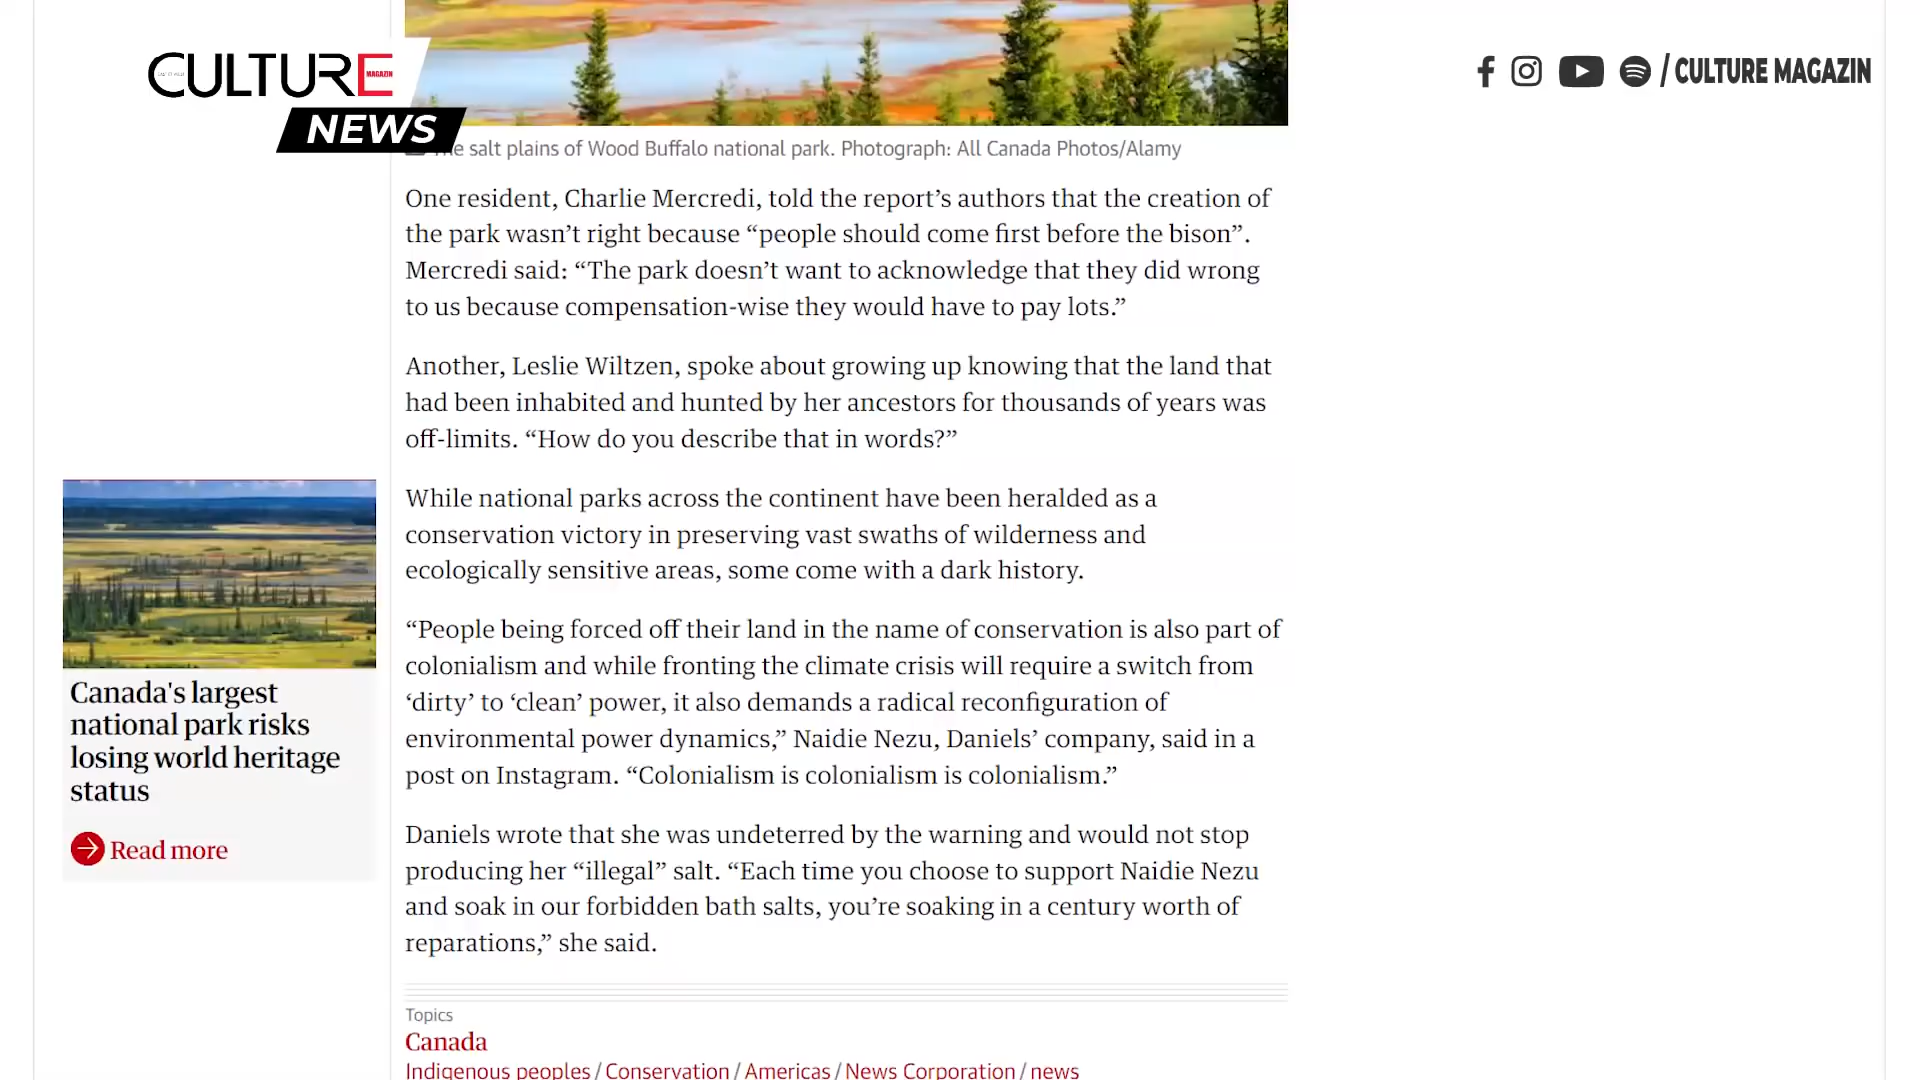 CULTURE
MAGAZIN
NEWS
/ CULTURE MAGAZIN
The salt plains of Wood Buffalo national park. Photograph: All Canada Photos/Alamy
One resident, Charlie Mercredi, told the report’s authors that the creation of
the park wasn’t right because “people should come first before the bison”.
Mercredi said: “The park doesn’t want to acknowledge that they did wrong
to us because compensation-wise they would have to pay lots.”
Another, Leslie Wiltzen, spoke about growing up knowing that the land that
had been inhabited and hunted by her ancestors for thousands of years was
off-limits. “How do you describe that in words?”
While national parks across the continent have been heralded as a
conservation victory in preserving vast swaths of wilderness and
ecologically sensitive areas, some come with a dark history.
“People being forced off their land in the name of conservation is also part of
colonialism and while fronting the climate crisis will require a switch from
‘dirty’ to ‘clean’ power, it also demands a radical reconfiguration of
environmental power dynamics,” Naidie Nezu, Daniels’ company, said in a
post on Instagram. “Colonialism is colonialism is colonialism.”
Daniels wrote that she was undeterred by the warning and would not stop
producing her “illegal” salt. “Each time you choose to support Naidie Nezu
and soak in our forbidden bath salts, you’re soaking in a century worth of
reparations,” she said.
Canada's largest
national park risks
losing world heritage
status
Read more
Topics
Canada
Indigenous peoples / Conservation / Americas / News Corporation / news